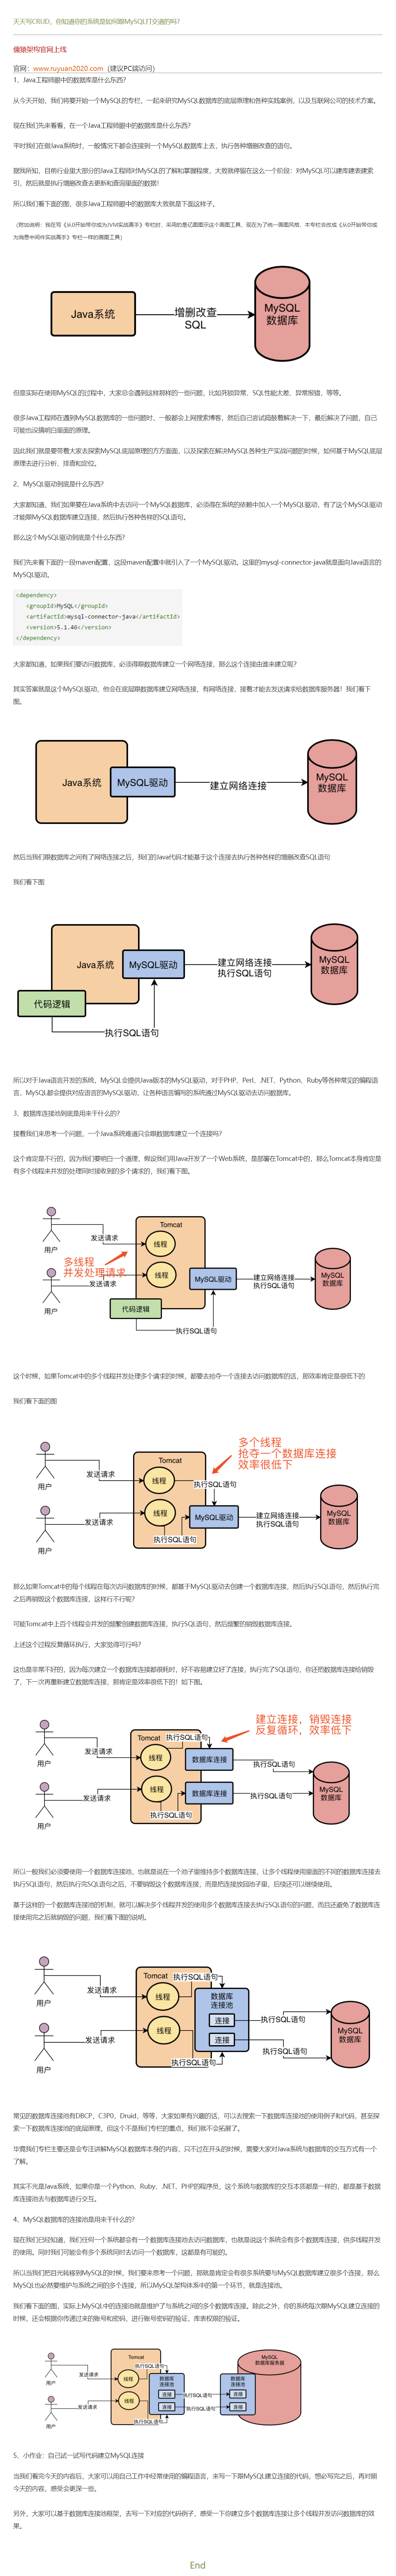 天天写CRUD，你知道你的系统是如何跟MySQL打交道的吗？
儒猿架构官网上线
官网：www.ruyuan2020.com（建议PC端访问）
1、Java工程师眼中的数据库是什么东西？
从今天开始，我们将要开始一个MySQL的专栏，一起来研究MySQL数据库的底层原理和各种实践案例，以及互联网公司的技术方案。
现在我们先来看看，在一个Java工程师眼中的数据库是什么东西？
平时我们在做Java系统时，一般情况下都会连接到一个MySQL数据库上去，执行各种增删改查的语句。
据我所知，目前行业里大部分的Java工程师对MySQL的了解和掌握程度，大致就停留在这么一个阶段：对MySQL可以建库建表建索
引，然后就是执行增删改查去更新和查询里面的数据！
所以我们看下面的图，很多Java工程师眼中的数据库大致就是下面这样子。
（附加说明：我在写《从0开始带你成为JVM实战高手》专栏时，采用的是亿图图示这个画图工具，现在为了统一画图风格，本专栏会改成《从0开始带你成
为消息中间件实战高手》专栏一样的画图工具）
Java系统
增删改查
SQL
MySQL
数据库
但是实际在使用MySQL的过程中，大家总会遇到这样那样的一些问题，比如死锁异常、SQL性能太差、异常报错，等等。
很多Java工程师在遇到MySQL数据库的一些问题时，一般都会上网搜索博客，然后自己尝试捣鼓着解决一下，最后解决了问题，自己
可能也没搞明白里面的原理。
因此我们就是要带着大家去探索MySQL底层原理的方方面面，以及探索在解决MySQL各种生产实战问题的时候，如何基于MySQL底层
原理去进行分析、排查和定位。
2、MySQL驱动到底是什么东西？
大家都知道，我们如果要在Java系统中去访问一个MySQL数据库，必须得在系统的依赖中加入一个MySQL驱动，有了这个MySQL驱动
才能跟MySQL数据库建立连接，然后执行各种各样的SQL语句。
那么这个MySQL驱动到底是个什么东西？
我们先来看下面的一段maven配置，这段maven配置中就引入了一个MySQL驱动。这里的mysql-connector-java就是面向Java语言的
MySQL驱动。
<dependency>
<groupId>MySQL</groupId>
<artifactId>mysql-connector-java</artifactId>
<version>5.1.46</version>
</dependency>
大家都知道，如果我们要访问数据库，必须得跟数据库建立一个网络连接，那么这个连接由谁来建立呢？
其实答案就是这个MySQL驱动，他会在底层跟数据库建立网络连接，有网络连接，接着才能去发送请求给数据库服务器！我们看下
图。
Java系统
MySQL驱动
建立网络连接
MySQL
数据库
然后当我们跟数据库之间有了网络连接之后，我们的Java代码才能基于这个连接去执行各种各样的增删改查SQL语句
我们看下图
Java系统
MySQL驱动
代码逻辑
执行SQL语句
建立网络连接
执行SQL语句
MySQL
数据库
所以对于Java语言开发的系统，MySQL会提供Java版本的MySQL驱动，对于PHP、Perl、.NET、Python、Ruby等各种常见的编程语
言，MySQL都会提供对应语言的MySQL驱动，让各种语言编写的系统通过MySQL驱动去访问数据库。
3、数据库连接池到底是用来干什么的？
接着我们来思考一个问题，一个Java系统难道只会跟数据库建立一个连接吗？
这个肯定是不行的，因为我们要明白一个道理，假设我们用Java开发了一个Web系统，是部署在Tomcat中的，那么Tomcat本身肯定是
有多个线程来并发的处理同时接收到的多个请求的，我们看下图。
用户
发送请求
用户
发送请求
多线程
并发处理请求
Tomcat
线程
线程
代码逻辑
MySQL驱动
执行SQL语句
建立网络连接
执行SQL语句
MySQL
数据库
这个时候，如果Tomcat中的多个线程并发处理多个请求的时候，都要去抢夺一个连接去访问数据库的话，那效率肯定是很低下的
我们看下面的图
用户
发送请求
用户
发送请求
Tomcat
线程
线程
执行SQL语句
执行SQL语句
多个线程
抢夺一个数据库连接
效率很低下
MySQL驱动
建立网络连接
执行SQL语句
MySQL
数据库
那么如果Tomcat中的每个线程在每次访问数据库的时候，都基于MySQL驱动去创建一个数据库连接，然后执行SQL语句，然后执行完
之后再销毁这个数据库连接，这样行不行呢？
可能Tomcat中上百个线程会并发的频繁创建数据库连接，执行SQL语句，然后频繁的销毁数据库连接。
上述这个过程反复循环执行，大家觉得可行吗？
这也是非常不好的，因为每次建立一个数据库连接都很耗时，好不容易建立好了连接，执行完了SQL语句，你还把数据库连接给销毁
了，下一次再重新建立数据库连接，那肯定是效率很低下的！如下图。
用户
发送请求
用户
发送请求
Tomcat
线程
线程
执行SQL语句
执行SQL语句
建立连接，销毁连接
反复循环，效率低下
数据库连接
数据库连接
执行SQL语句
执行SQL语句
MySQL
数据库
所以一般我们必须要使用一个数据库连接池，也就是说在一个池子里维持多个数据库连接，让多个线程使用里面的不同的数据库连接去
执行SQL语句，然后执行完SQL语句之后，不要销毁这个数据库连接，而是把连接放回池子里，后续还可以继续使用。
基于这样的一个数据库连接池的机制，就可以解决多个线程并发的使用多个数据库连接去执行SQL语句的问题，而且还避免了数据库连
接使用完之后就销毁的问题，我们看下图的说明。
用户
发送请求
用户
发送请求
Tomcat
线程
线程
执行SQL语句
执行SQL语句
数据库
连接池
连接
连接
执行SQL语句
执行SQL语句
MySQL
数据库
常见的数据库连接池有DBCP，C3P0，Druid，等等，大家如果有兴趣的话，可以去搜索一下数据库连接池的使用例子和代码，甚至探
索一下数据库连接池的底层原理，但这个不是我们专栏的重点，我们就不会拓展了。
毕竟我们专栏主要还是会专注讲解MySQL数据库本身的内容，只不过在开头的时候，需要大家对Java系统与数据库的交互方式有一个
了解。
其实不光是Java系统，如果你是一个Python、Ruby、.NET、PHP的程序员，这个系统与数据库的交互本质都是一样的，都是基于数据
库连接池去与数据库进行交互。
4、MySQL数据库的连接池是用来干什么的？
现在我们已经知道，我们任何一个系统都会有一个数据库连接池去访问数据库，也就是说这个系统会有多个数据库连接，供多线程并发
的使用。同时我们可能会有多个系统同时去访问一个数据库，这都是有可能的。
所以当我们把目光转移到MySQL的时候，我们要来思考一个问题，那就是肯定会有很多系统要与MySQL数据库建立很多个连接，那么
MySQL也必然要维护与系统之间的多个连接，所以MySQL架构体系中的第一个环节，就是连接池。
我们看下面的图，实际上MySQL中的连接池就是维护了与系统之间的多个数据库连接。除此之外，你的系统每次跟MySQL建立连接的
时候，还会根据你传递过来的账号和密码，进行账号密码的验证，库表权限的验证。
用户
发送请求
用户
发送请求
Tomcat
线程
线程
执行SQL语句
执行SQL语句
数据库
连接池
连接
连接
执行SQL语句
执行SQL语句
MySQL
数据库服务器
数据库
连接池
连接
连接
5、小作业：自己试一试写代码建立MySQL连接
当我们看完今天的内容后，大家可以用自己工作中经常使用的编程语言，来写一下跟MySQL建立连接的代码，想必写完之后，再对照
今天的内容，感受会更深一些。
另外，大家可以基于数据库连接池框架，去写一下对应的代码例子，感受一下你建立多个数据库连接让多个线程并发访问数据库的效
果。
End